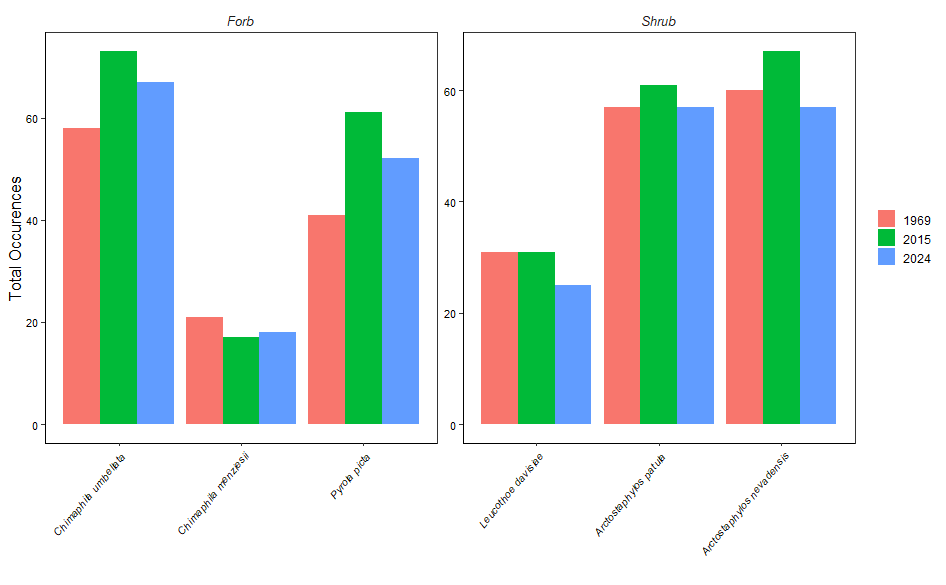 Forb
Shrub
Total Occurences
60
40
20
0
60
40
20
0
Chimaphila umbellata
Chimaphila menziesii
Pyrola picta
Leucothoe davisiae
Arctostaphylos patula
Arctostaphylos nevadensis
1969
2015
2024